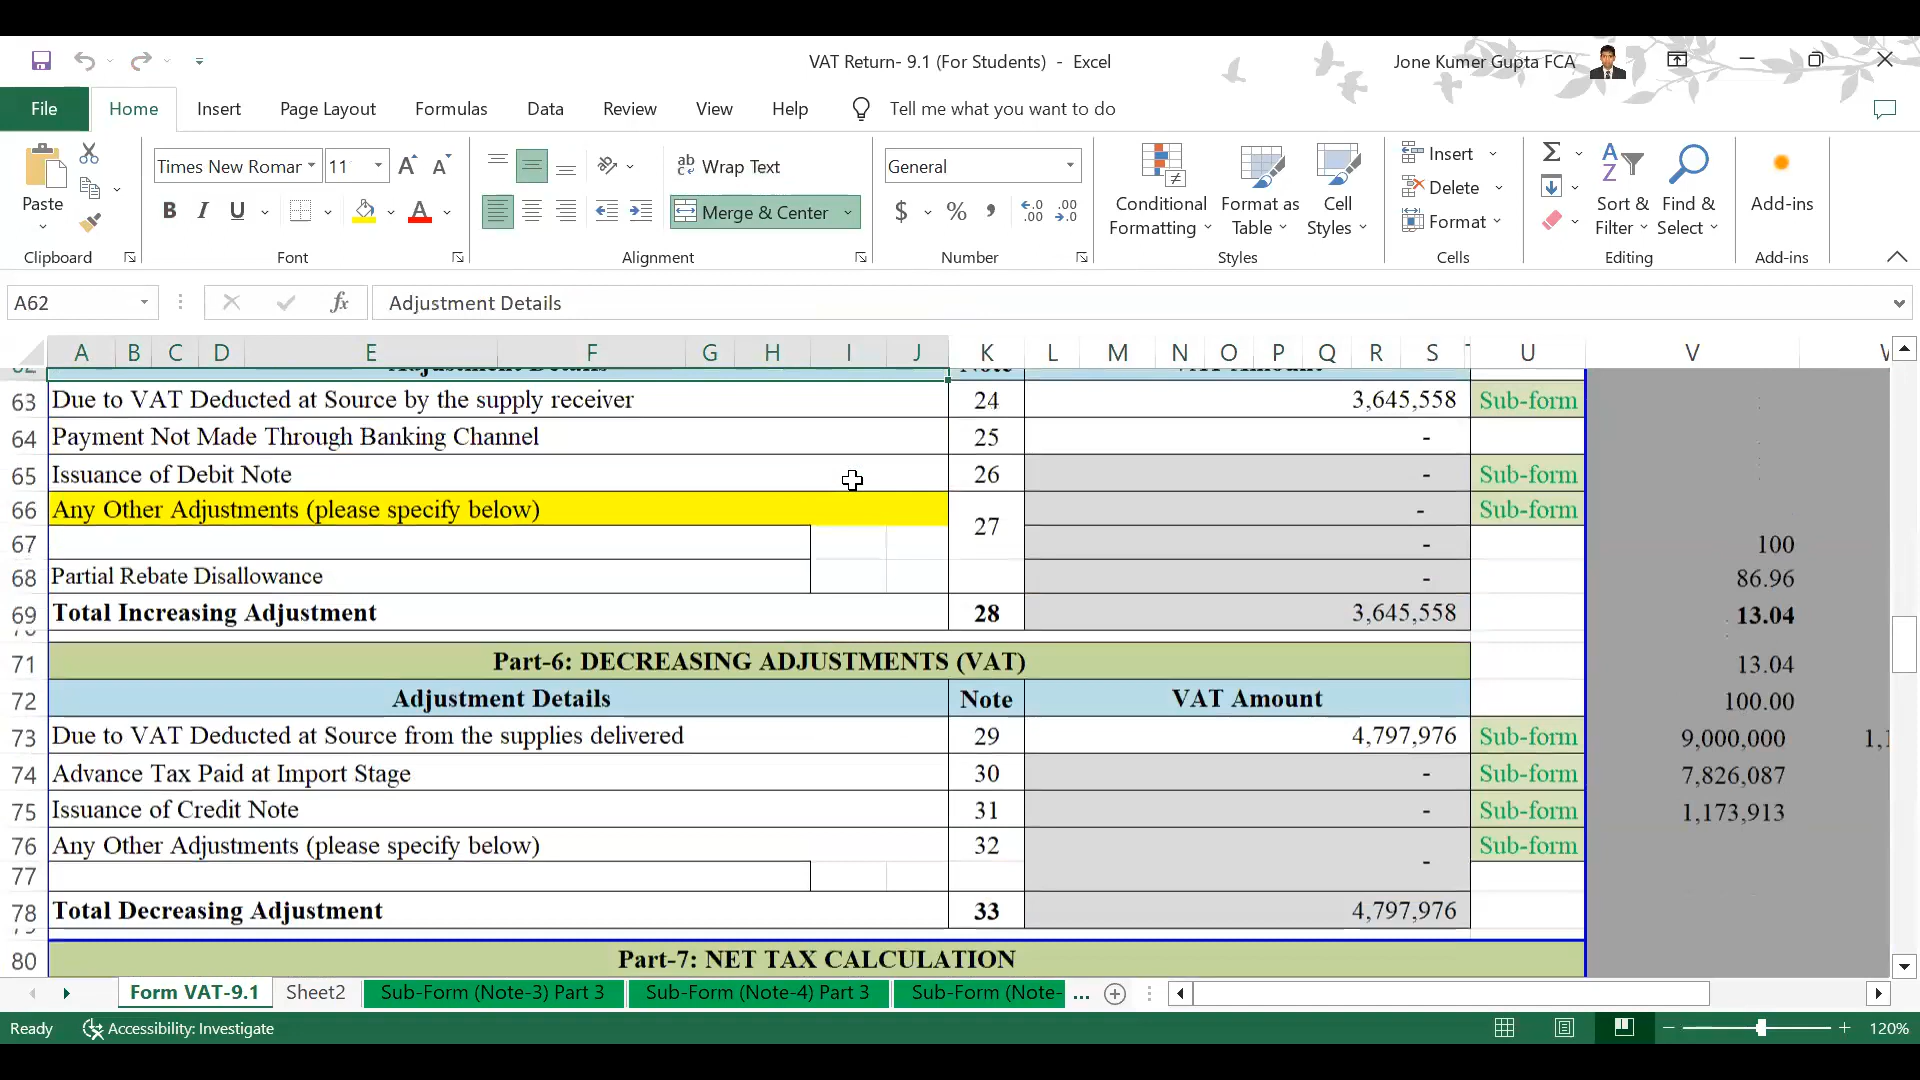 VAT Return- 9.1 (For Students) - Excel
Jone Kumer Gupta FCA
File Home Insert Page Layout Formulas Data Review View Help Tell me what you want to do
Paste
Clipboard
Times New Romar 11
B I U
Font
Wrap Text
Merge & Center
Alignment
General
$ % ,
Number
Conditional Formatting
Format as Table
Cell Styles
Styles
Insert
Delete
Format
Cells
Sort & Filter
Find & Select
Editing
Add-ins
Add-ins
A62 fx Adjustment Details
A B C D E F G H I J K L M N O P Q R S U V
63 Due to VAT Deducted at Source by the supply receiver 24 3,645,558 Sub-form
64 Payment Not Made Through Banking Channel 25 -
65 Issuance of Debit Note 26 - Sub-form
66 Any Other Adjustments (please specify below) 27 - Sub-form
67 - 100
68 Partial Rebate Disallowance - 86.96
69 Total Increasing Adjustment 28 3,645,558 13.04
71 Part-6: DECREASING ADJUSTMENTS (VAT) 13.04
72 Adjustment Details Note VAT Amount 100.00
73 Due to VAT Deducted at Source from the supplies delivered 29 4,797,976 Sub-form 9,000,000
74 Advance Tax Paid at Import Stage 30 - Sub-form 7,826,087
75 Issuance of Credit Note 31 - Sub-form 1,173,913
76 Any Other Adjustments (please specify below) 32 - Sub-form
77
78 Total Decreasing Adjustment 33 4,797,976
80 Part-7: NET TAX CALCULATION
Form VAT-9.1 Sheet2 Sub-Form (Note-3) Part 3 Sub-Form (Note-4) Part 3 Sub-Form (Note- ...
Ready Accessibility: Investigate 120%